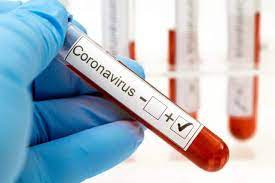 Coronavirus - + ✓